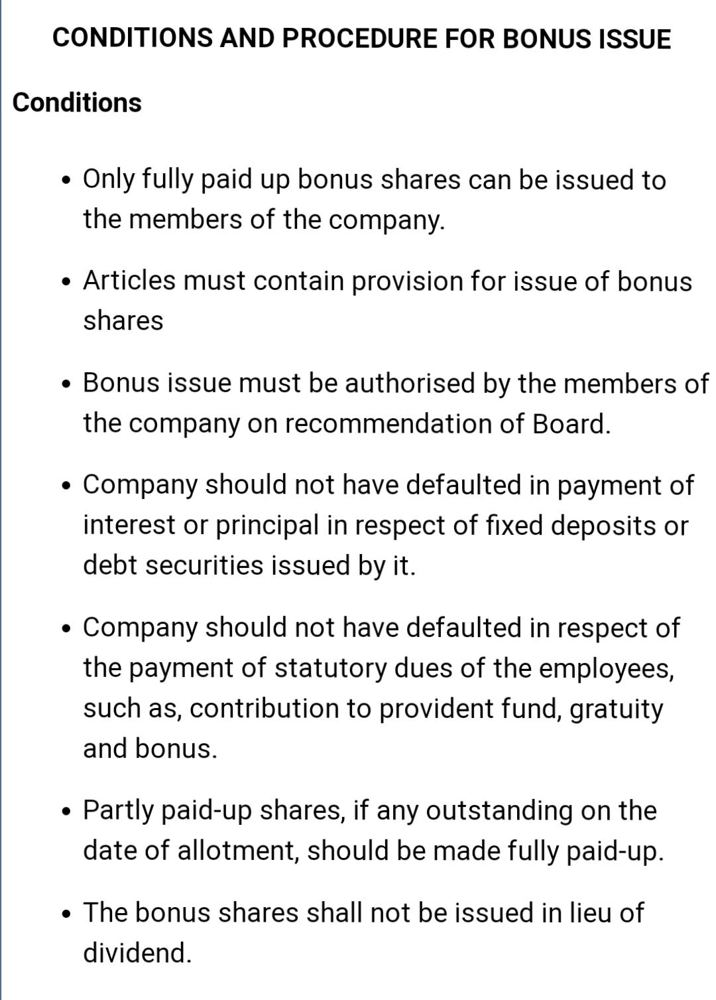 CONDITIONS AND PROCEDURE FOR BONUS ISSUE
Conditions
• Only fully paid up bonus shares can be issued to
the members of the company.
• Articles must contain provision for issue of bonus
shares
• Bonus issue must be authorised by the members of
the company on recommendation of Board.
• Company should not have defaulted in payment of
interest or principal in respect of fixed deposits or
debt securities issued by it.
• Company should not have defaulted in respect of
the payment of statutory dues of the employees,
such as, contribution to provident fund, gratuity
and bonus.
• Partly paid-up shares, if any outstanding on the
date of allotment, should be made fully paid-up.
• The bonus shares shall not be issued in lieu of
dividend.